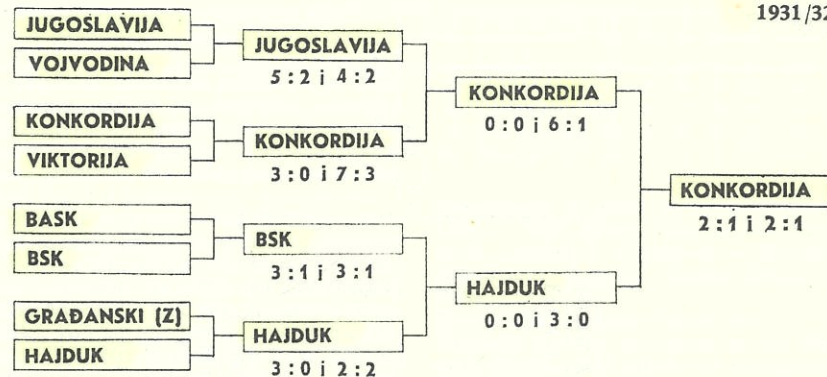 1931/32
JUGOSLAVIJA
VOJVODINA
KONKORDIJA
VIKTORIJA
BASK
BSK
GRAĐANSKI (Z)
HAJDUK
JUGOSLAVIJA
5:2 i 4:2
KONKORDIJA
3:0 i 7:3
BSK
3:1 i 3:1
HAJDUK
3:0 i 2:2
KONKORDIJA
0:0 i 6:1
HAJDUK
0:0 i 3:0
KONKORDIJA
2:1 i 2:1